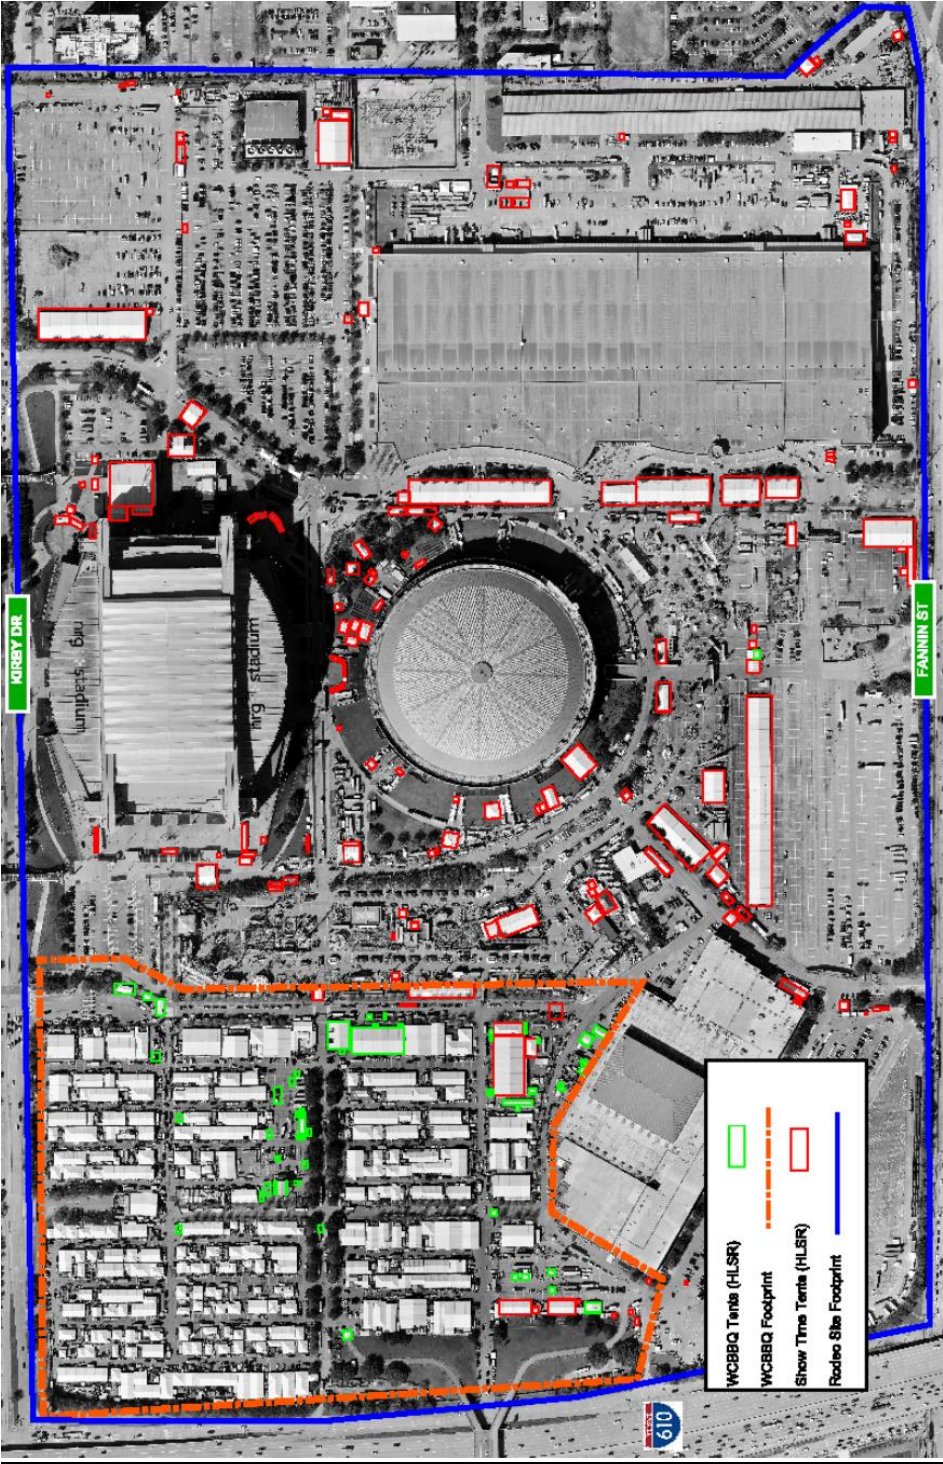 KIRBY DR
FANNIN ST
nrg stadium
nrg stadium
WCBBQ Tents (HLSR)
WCBBQ Footprint
Show Time Tents (HLSR)
Rodeo Site Footprint
610